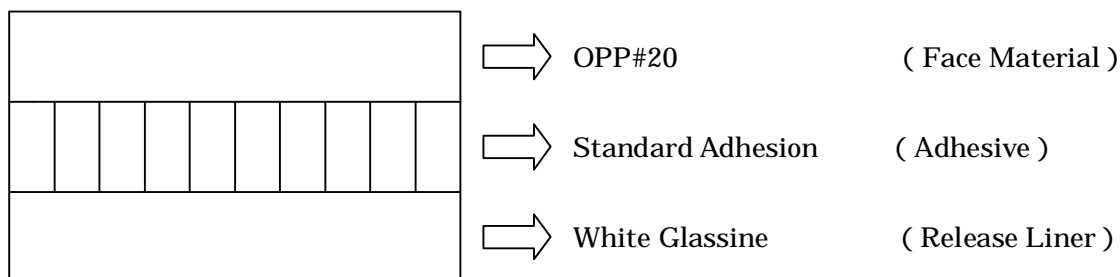 OPP#20 ( Face Material )
Standard Adhesion ( Adhesive )
White Glassine ( Release Liner )